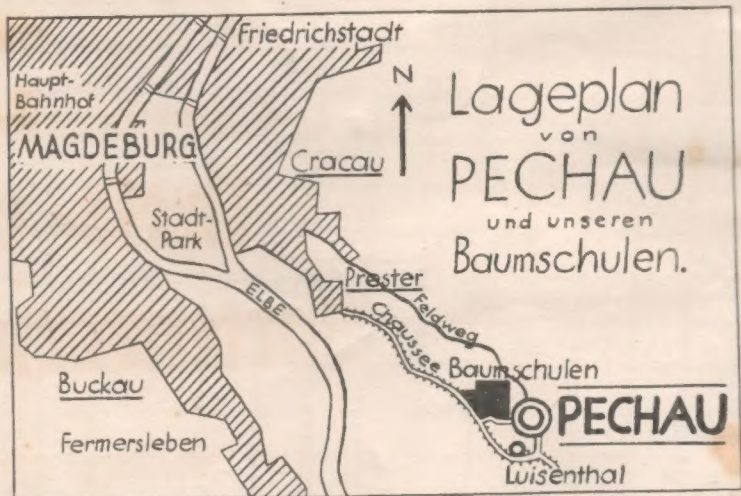 Friedrichstadt
Haupt-
Bahnhof
MAGDEBURG
Cracau
N
Lageplan
von
PECHAU
und unseren
Baumschulen.
Stadt-
Park
Prester
ELBE
Chaussee
Feldweg
Baumschulen
PECHAU
Buckau
Fermersleben
Luisenthal